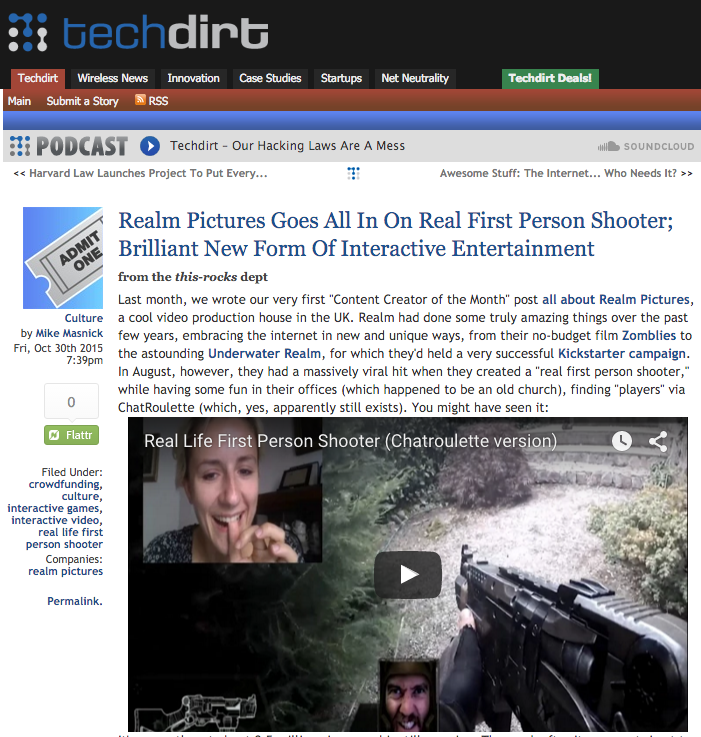 techdirt
Techdirt Wireless News Innovation Case Studies Startups Net Neutrality Techdirt Deals!
Main Submit a Story RSS
PODCAST Techdirt - Our Hacking Laws Are A Mess SOUNDCLOUD
<< Harvard Law Launches Project To Put Every... Awesome Stuff: The Internet... Who Needs It? >>
ADMIT
ONE
Culture
by Mike Masnick
Fri, Oct 30th 2015
7:39pm
0
Flattr
Filed Under:
crowdfunding,
culture,
interactive games,
interactive video,
real life first
person shooter
Companies:
realm pictures
Permalink.
Realm Pictures Goes All In On Real First Person Shooter;
Brilliant New Form Of Interactive Entertainment
from the this-rocks dept
Last month, we wrote our very first "Content Creator of the Month" post all about Realm Pictures,
a cool video production house in the UK. Realm had done some truly amazing things over the past
few years, embracing the internet in new and unique ways, from their no-budget film Zomblies to
the astounding Underwater Realm, for which they'd held a very successful Kickstarter campaign.
In August, however, they had a massively viral hit when they created a "real first person shooter,"
while having some fun in their offices (which happened to be an old church), finding "players" via
ChatRoulette (which, yes, apparently still exists). You might have seen it:
Real Life First Person Shooter (Chatroulette version)